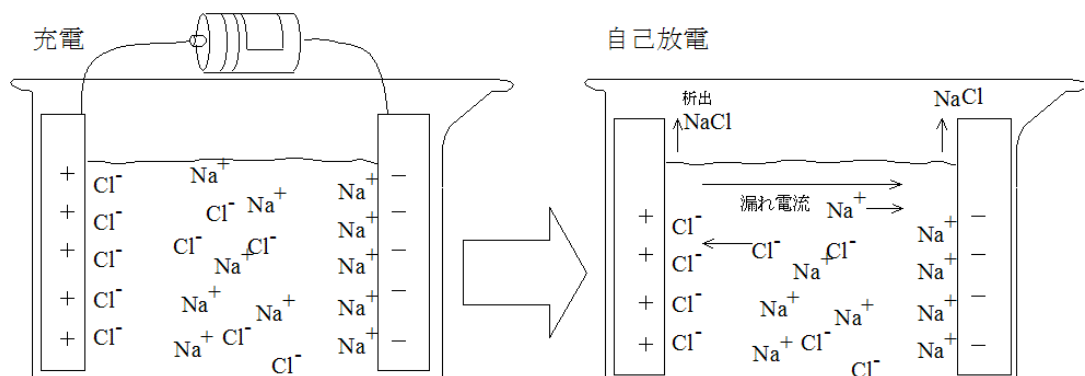 充電
+ Cl⁻ Na⁺ Na⁺ −
+ Cl⁻ Cl⁻ Na⁺ Na⁺ −
+ Cl⁻ Cl⁻ Cl⁻ Na⁺ Na⁺ −
+ Cl⁻ Na⁺ Na⁺ Na⁺ −
+ Cl⁻ Na⁺ Cl⁻ Na⁺ −
Cl⁻
自己放電
析出
NaCl
NaCl
漏れ電流
Na⁺
+ Cl⁻ Na⁺ −
Cl⁻ Cl⁻
+ Cl⁻ Na⁺ Na⁺ −
+ Cl⁻ Na⁺ Na⁺ Na⁺ −
+ Cl⁻ Na⁺ Cl⁻ Na⁺ −
Cl⁻